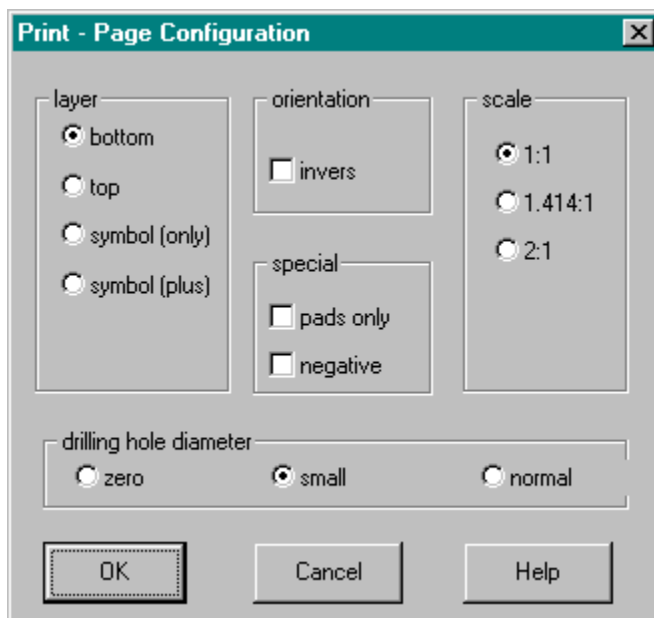 Print - Page Configuration
layer
bottom
top
symbol (only)
symbol (plus)
orientation
invers
special
pads only
negative
scale
1:1
1.414:1
2:1
drilling hole diameter
zero
small
normal
OK
Cancel
Help